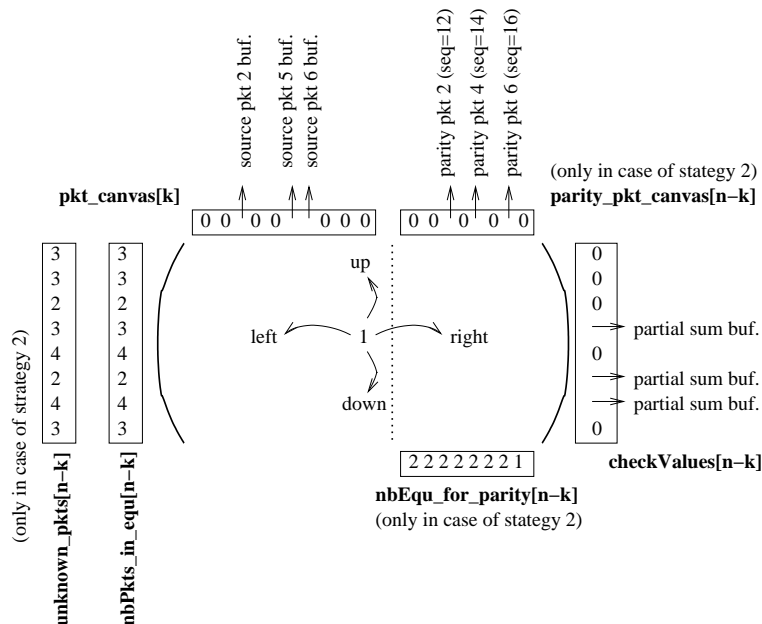 source pkt 2 buf.
source pkt 5 buf.
source pkt 6 buf.
parity pkt 2 (seq=12)
parity pkt 4 (seq=14)
parity pkt 6 (seq=16)
(only in case of stategy 2)
pkt_canvas[k]
parity_pkt_canvas[n−k]
0 0 0 0 0 0 0
0 0 0 0 0
3
3
2
3
4
2
4
3
3
3
2
3
4
2
4
3
up
left
1
right
down
0
0
0
partial sum buf.
0
partial sum buf.
partial sum buf.
0
2 2 2 2 2 2 2 1
checkValues[n−k]
nbEqu_for_parity[n−k]
(only in case of stategy 2)
(only in case of strategy 2)
unknown_pkts[n−k]
nbPkts_in_equ[n−k]